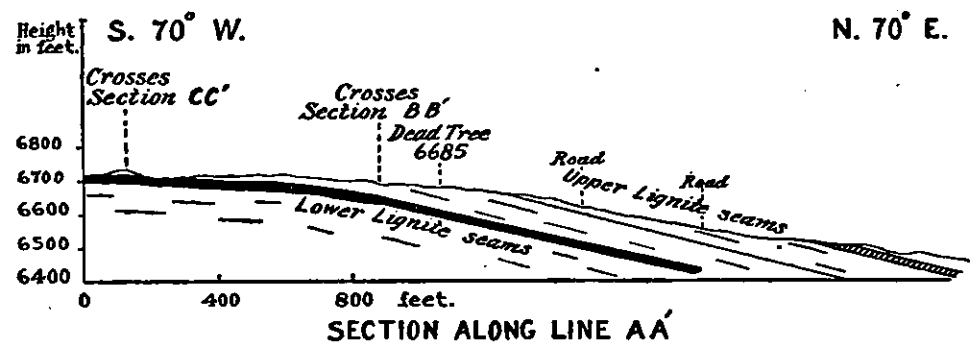 Height in feet.
S. 70° W.
N. 70° E.
Crosses
Section CC'
Crosses
Section BB'
Dead Tree
6685
Road
Road
Upper Lignite seams
Lower Lignite seams
6800
6700
6600
6500
6400
0 400 800 feet.
SECTION ALONG LINE AA'